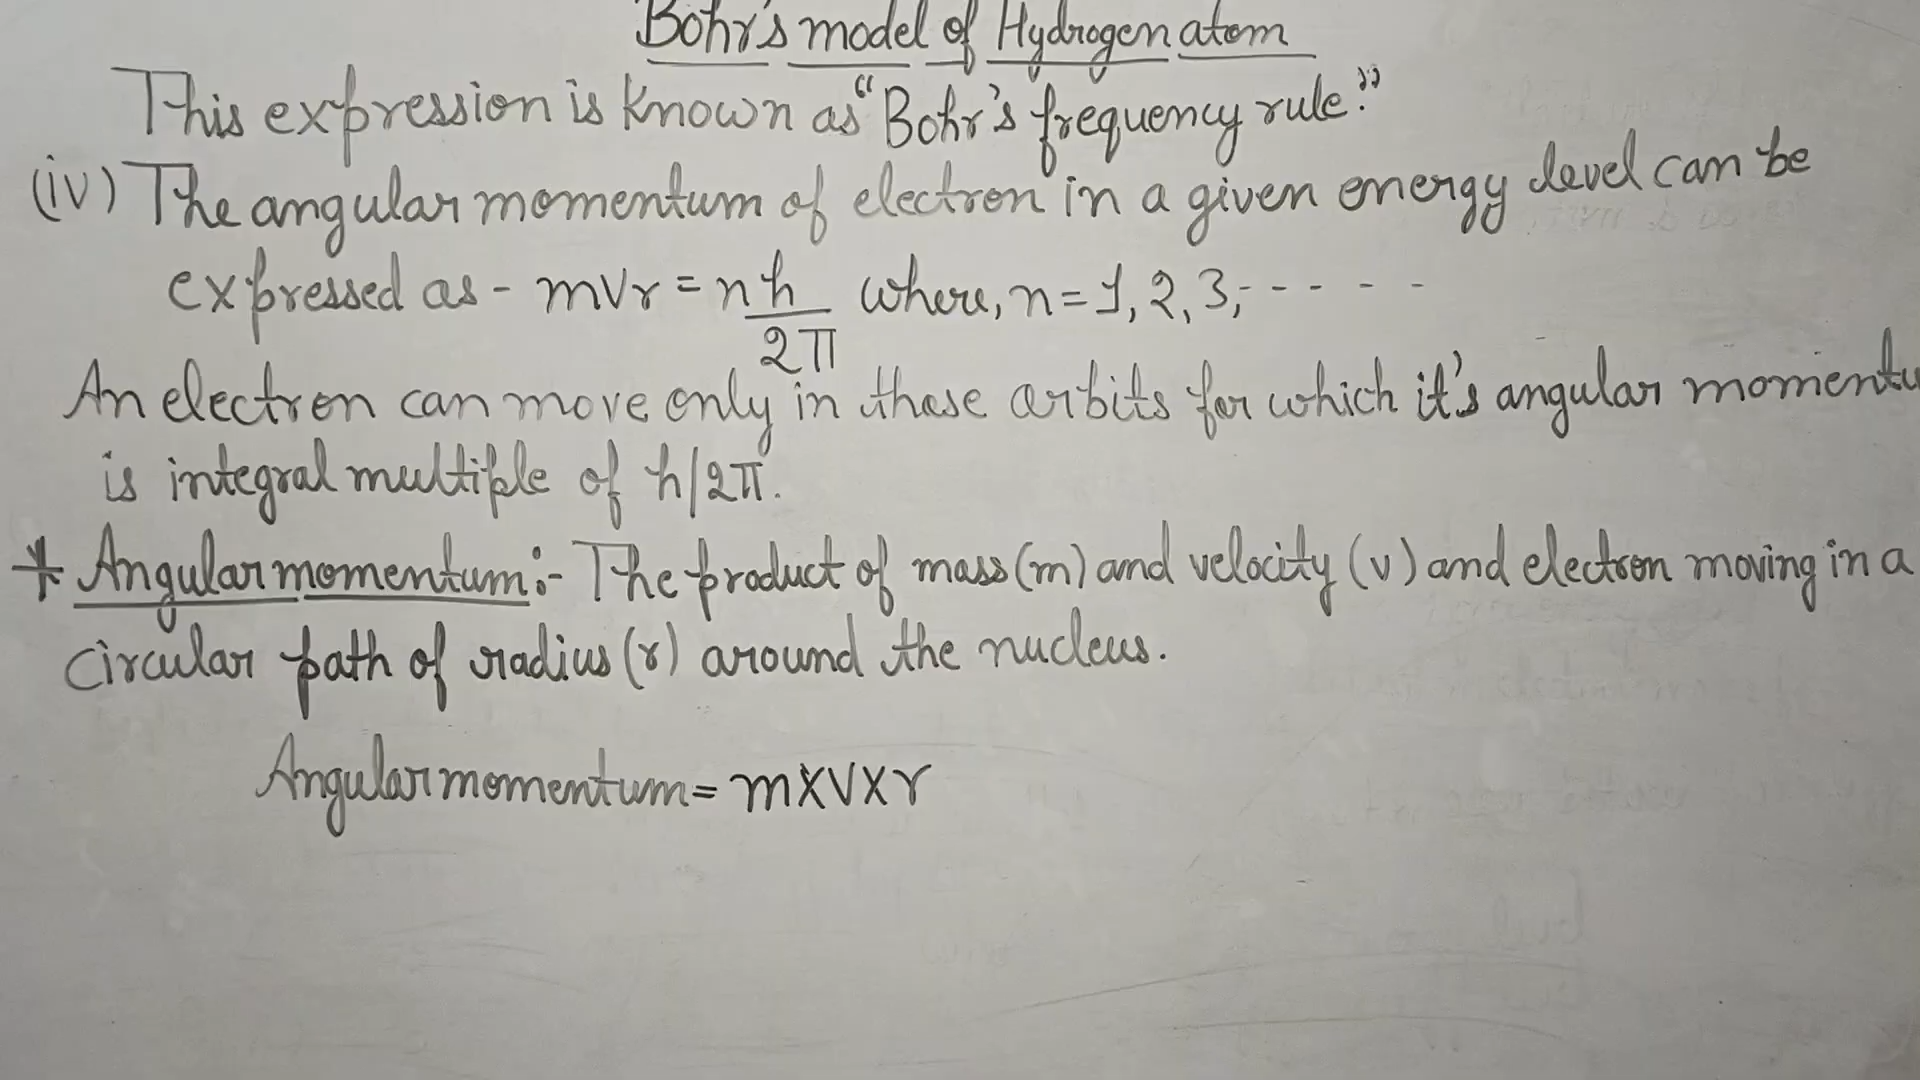 Bohr's model of Hydrogen atom
This expression is known as "Bohr's frequency rule."
(iv) The angular momentum of electron in a given energy level can be
expressed as - mvr = nh/2π where, n = 1, 2, 3, - - - - -
An electron can move only in those orbits for which it's angular momentu
is integral multiple of h/2π.
* Angular momentum:- The product of mass (m) and velocity (v) and electron moving in a
circular path of radius (r) around the nucleus.
Angular momentum = m×v×r